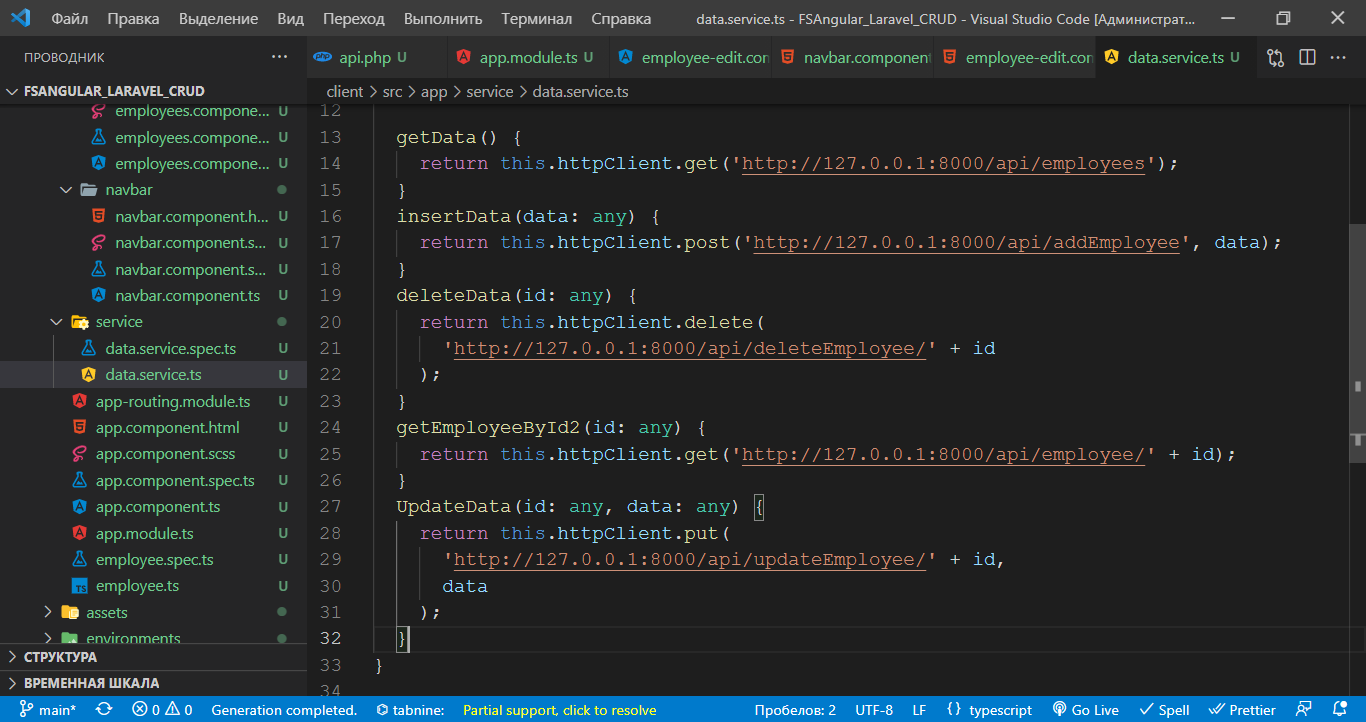 Файл Правка Выделение Вид Переход Выполнить Терминал Справка data.service.ts - FSAngular_Laravel_CRUD - Visual Studio Code [Администрат...
ПРОВОДНИК ···
api.php U app.module.ts U employee-edit.cor navbar.component employee-edit.cor data.service.ts U ···
FSANGULAR_LARAVEL_CRUD
client > src > app > service > data.service.ts
employees.compone... U
employees.compone... U
employees.compone... U
navbar
navbar.component.h... U
navbar.component.s... U
navbar.component.s... U
navbar.component.ts U
service
data.service.spec.ts U
data.service.ts U
app-routing.module.ts U
app.component.html U
app.component.scss U
app.component.spec.ts U
app.component.ts U
app.module.ts U
employee.spec.ts U
TS employee.ts U
assets
environments
СТРУКТУРА
ВРЕМЕННАЯ ШКАЛА
12
13 getData() {
14 return this.httpClient.get('http://127.0.0.1:8000/api/employees');
15 }
16 insertData(data: any) {
17 return this.httpClient.post('http://127.0.0.1:8000/api/addEmployee', data);
18 }
19 deleteData(id: any) {
20 return this.httpClient.delete(
21 'http://127.0.0.1:8000/api/deleteEmployee/' + id
22 );
23 }
24 getEmployeeById2(id: any) {
25 return this.httpClient.get('http://127.0.0.1:8000/api/employee/' + id);
26 }
27 UpdateData(id: any, data: any) {
28 return this.httpClient.put(
29 'http://127.0.0.1:8000/api/updateEmployee/' + id,
30 data
31 );
32 }
33 }
34
main* 0 0 Generation completed. tabnine: Partial support, click to resolve Пробелов: 2 UTF-8 LF {} typescript Go Live Spell Prettier